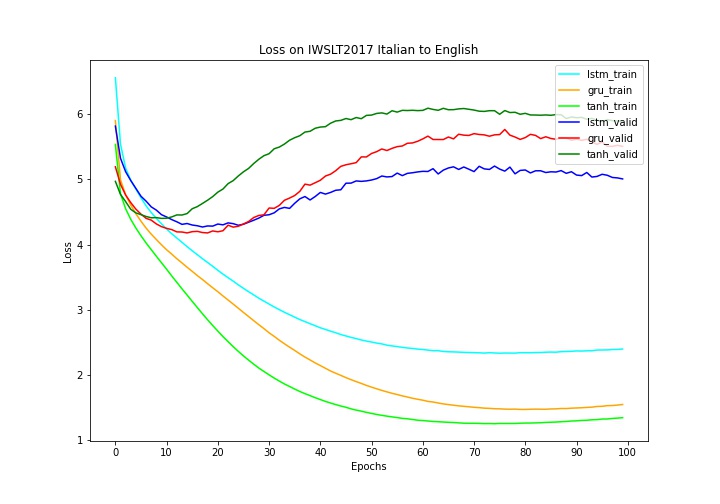 Loss on IWSLT2017 Italian to English
lstm_train
gru_train
tanh_train
lstm_valid
gru_valid
tanh_valid
Loss
6
5
4
3
2
1
0 10 20 30 40 50 60 70 80 90 100
Epochs